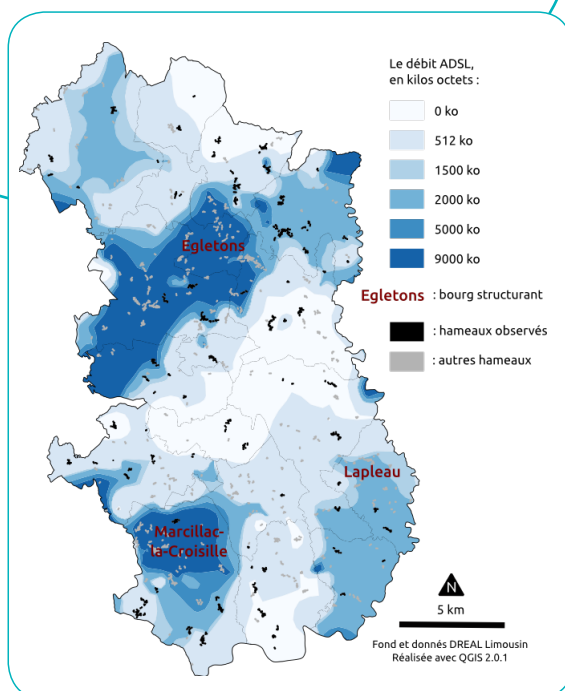 Le débit ADSL,
en kilos octets :
0 ko
512 ko
1500 ko
2000 ko
5000 ko
9000 ko
Egletons : bourg structurant
: hameaux observés
: autres hameaux
Égletons
Lapleau
Marcillac-
la-Croisille
N
5 km
Fond et donnés DREAL Limousin
Réalisée avec QGIS 2.0.1